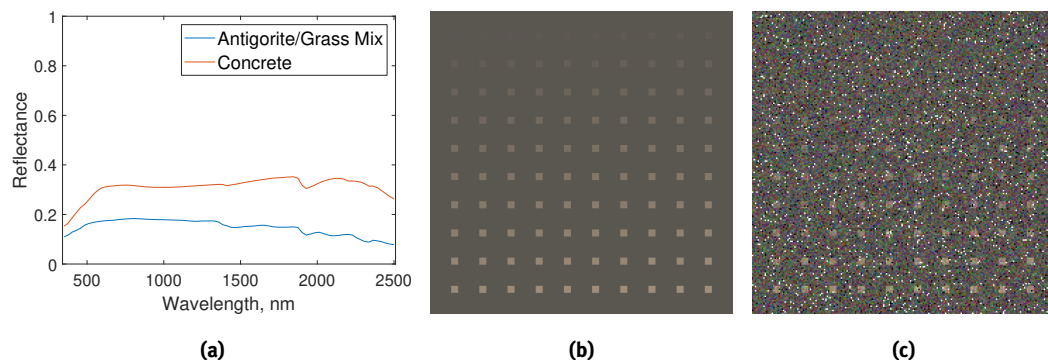 1
0.8
0.6
0.4
0.2
0
Reflectance
500
1000
1500
2000
2500
Wavelength, nm
Antigorite/Grass Mix
Concrete
(a)
(b)
(c)